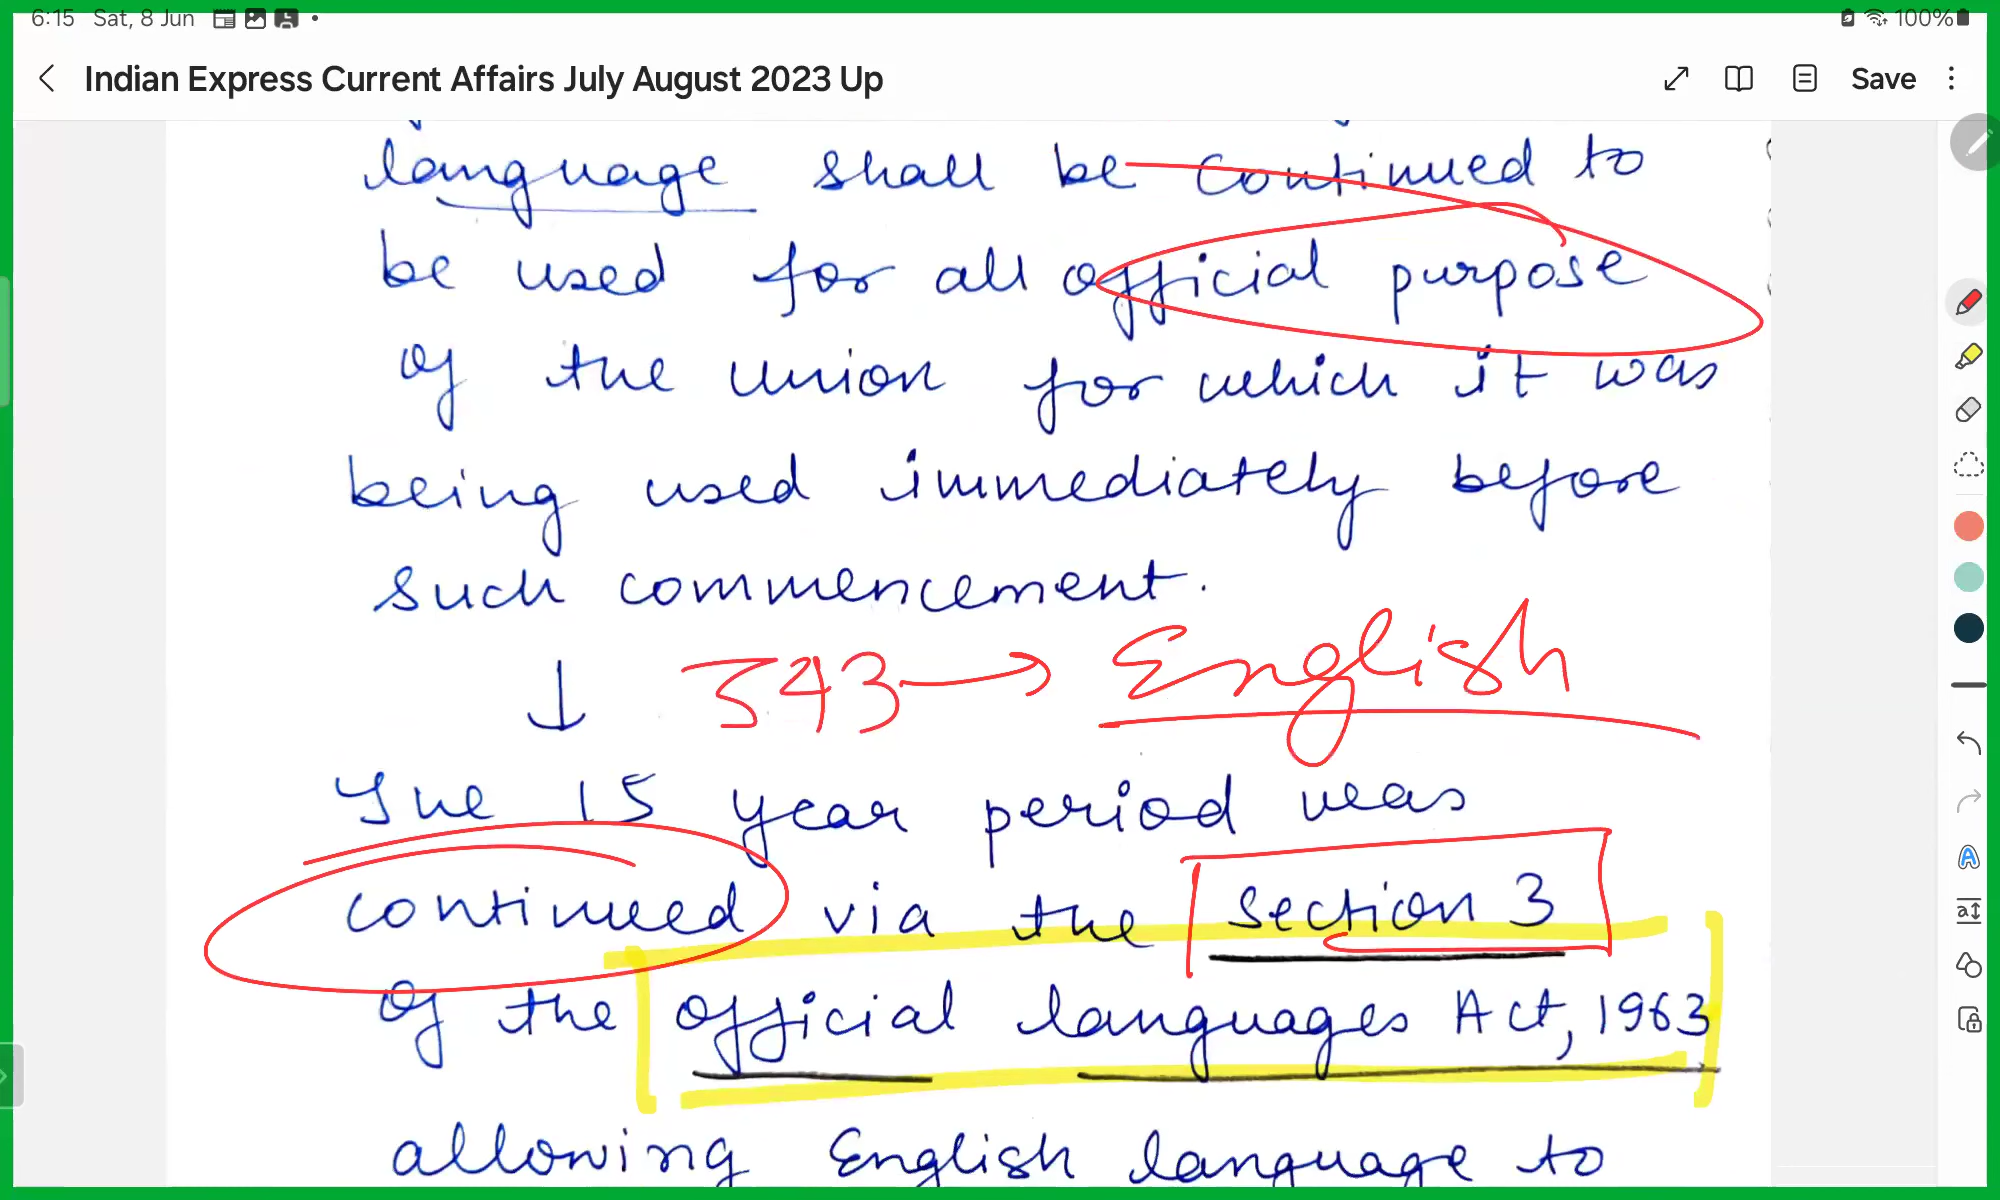 6:15 Sat, 8 Jun 100%
Indian Express Current Affairs July August 2023 Up Save
language shall be continued to
be used for all official purpose
of the union for which it was
being used immediately before
such commencement.
↓ 343 → English
The 15 year period was
continued via the section 3
of the official languages Act, 1963
allowing English language to